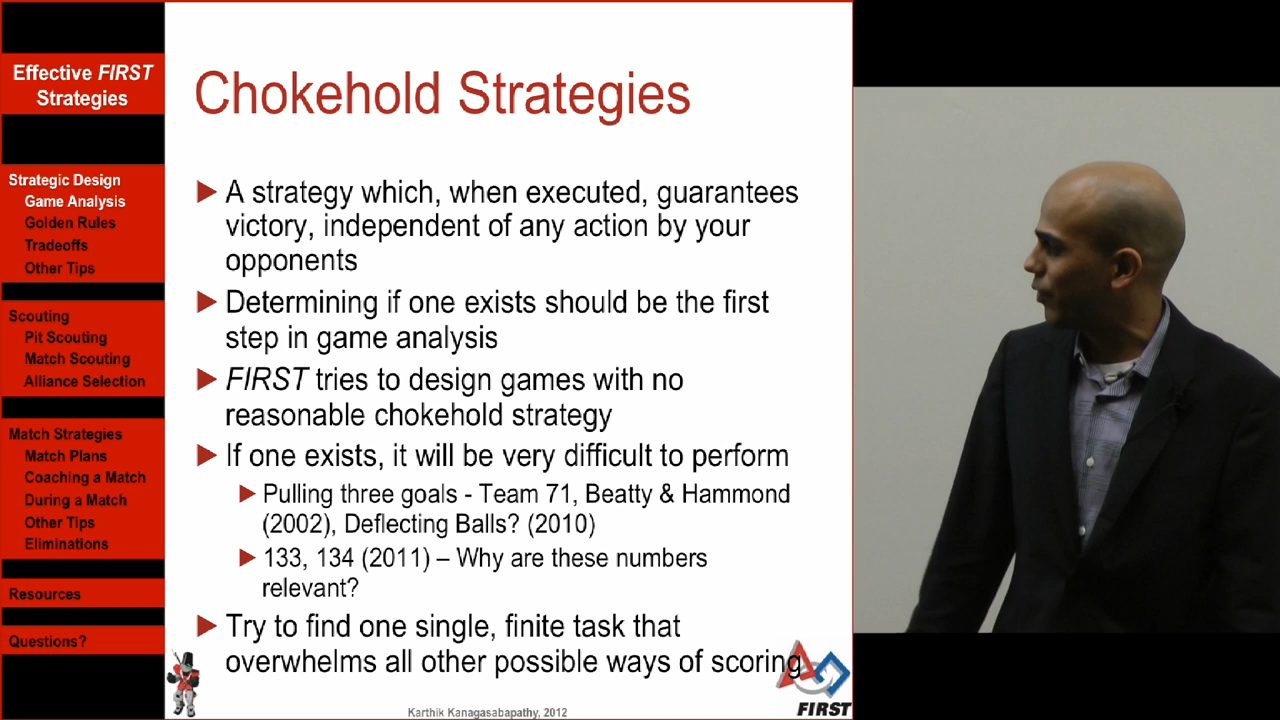 Effective FIRST
Strategies
Strategic Design
Game Analysis
Golden Rules
Tradeoffs
Other Tips
Scouting
Pit Scouting
Match Scouting
Alliance Selection
Match Strategies
Match Plans
Coaching a Match
During a Match
Other Tips
Eliminations
Resources
Questions?
Chokehold Strategies
A strategy which, when executed, guarantees
victory, independent of any action by your
opponents
Determining if one exists should be the first
step in game analysis
FIRST tries to design games with no
reasonable chokehold strategy
If one exists, it will be very difficult to perform
Pulling three goals - Team 71, Beatty & Hammond
(2002), Deflecting Balls? (2010)
133, 134 (2011) – Why are these numbers
relevant?
Try to find one single, finite task that
overwhelms all other possible ways of scoring
Karthik Kanagasabapathy, 2012
FIRST